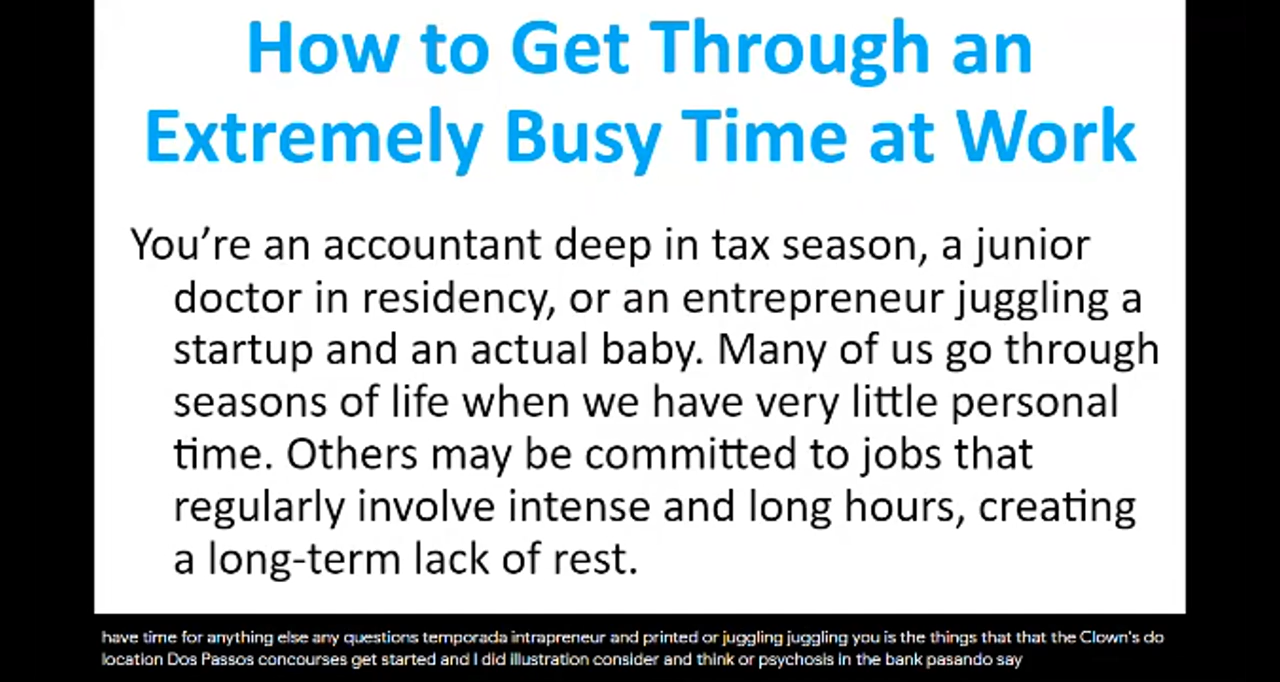 How to Get Through an
Extremely Busy Time at Work
You’re an accountant deep in tax season, a junior
doctor in residency, or an entrepreneur juggling a
startup and an actual baby. Many of us go through
seasons of life when we have very little personal
time. Others may be committed to jobs that
regularly involve intense and long hours, creating
a long-term lack of rest.
have time for anything else any questions temporada intrapreneur and printed or juggling juggling you is the things that that the Clown's do
location Dos Passos concourses get started and I did illustration consider and think or psychosis in the bank pasando say